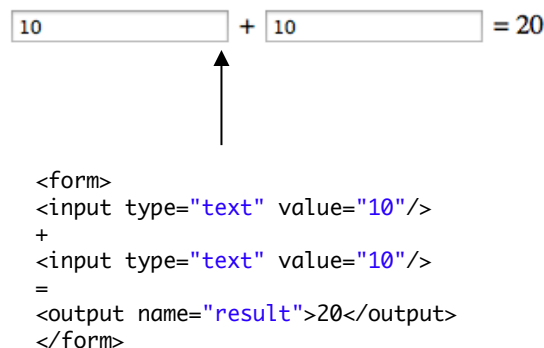 10 + 10 = 20
<form>
<input type="text" value="10"/>
+
<input type="text" value="10"/>
=
<output name="result">20</output>
</form>